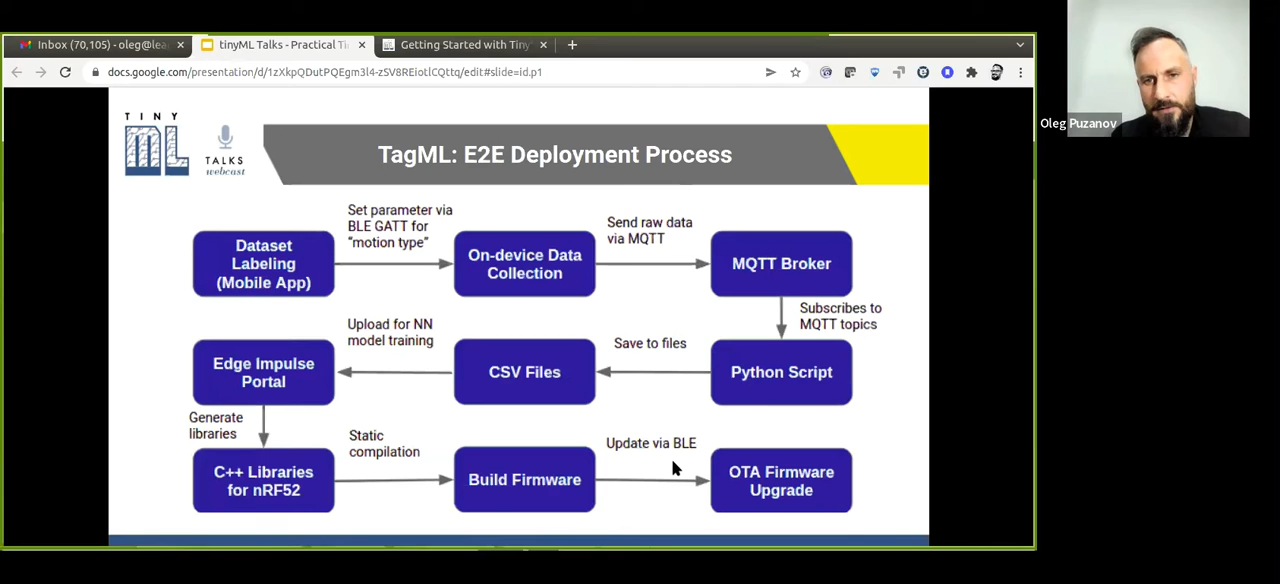 Inbox (70,105) - oleg@lea
tinyML Talks - Practical Ti
Getting Started with Tiny
docs.google.com/presentation/d/1zXkpQDutPQEgm3l4-zSV8REiotlCQttq/edit#slide=id.p1
Oleg Puzanov
TINY
ML
TALKS
webcast
TagML: E2E Deployment Process
Dataset
Labeling
(Mobile App)
Set parameter via
BLE GATT for
"motion type"
On-device Data
Collection
Send raw data
via MQTT
MQTT Broker
Subscribes to
MQTT topics
Edge Impulse
Portal
Upload for NN
model training
CSV Files
Save to files
Python Script
Generate
libraries
C++ Libraries
for nRF52
Static
compilation
Build Firmware
Update via BLE
OTA Firmware
Upgrade